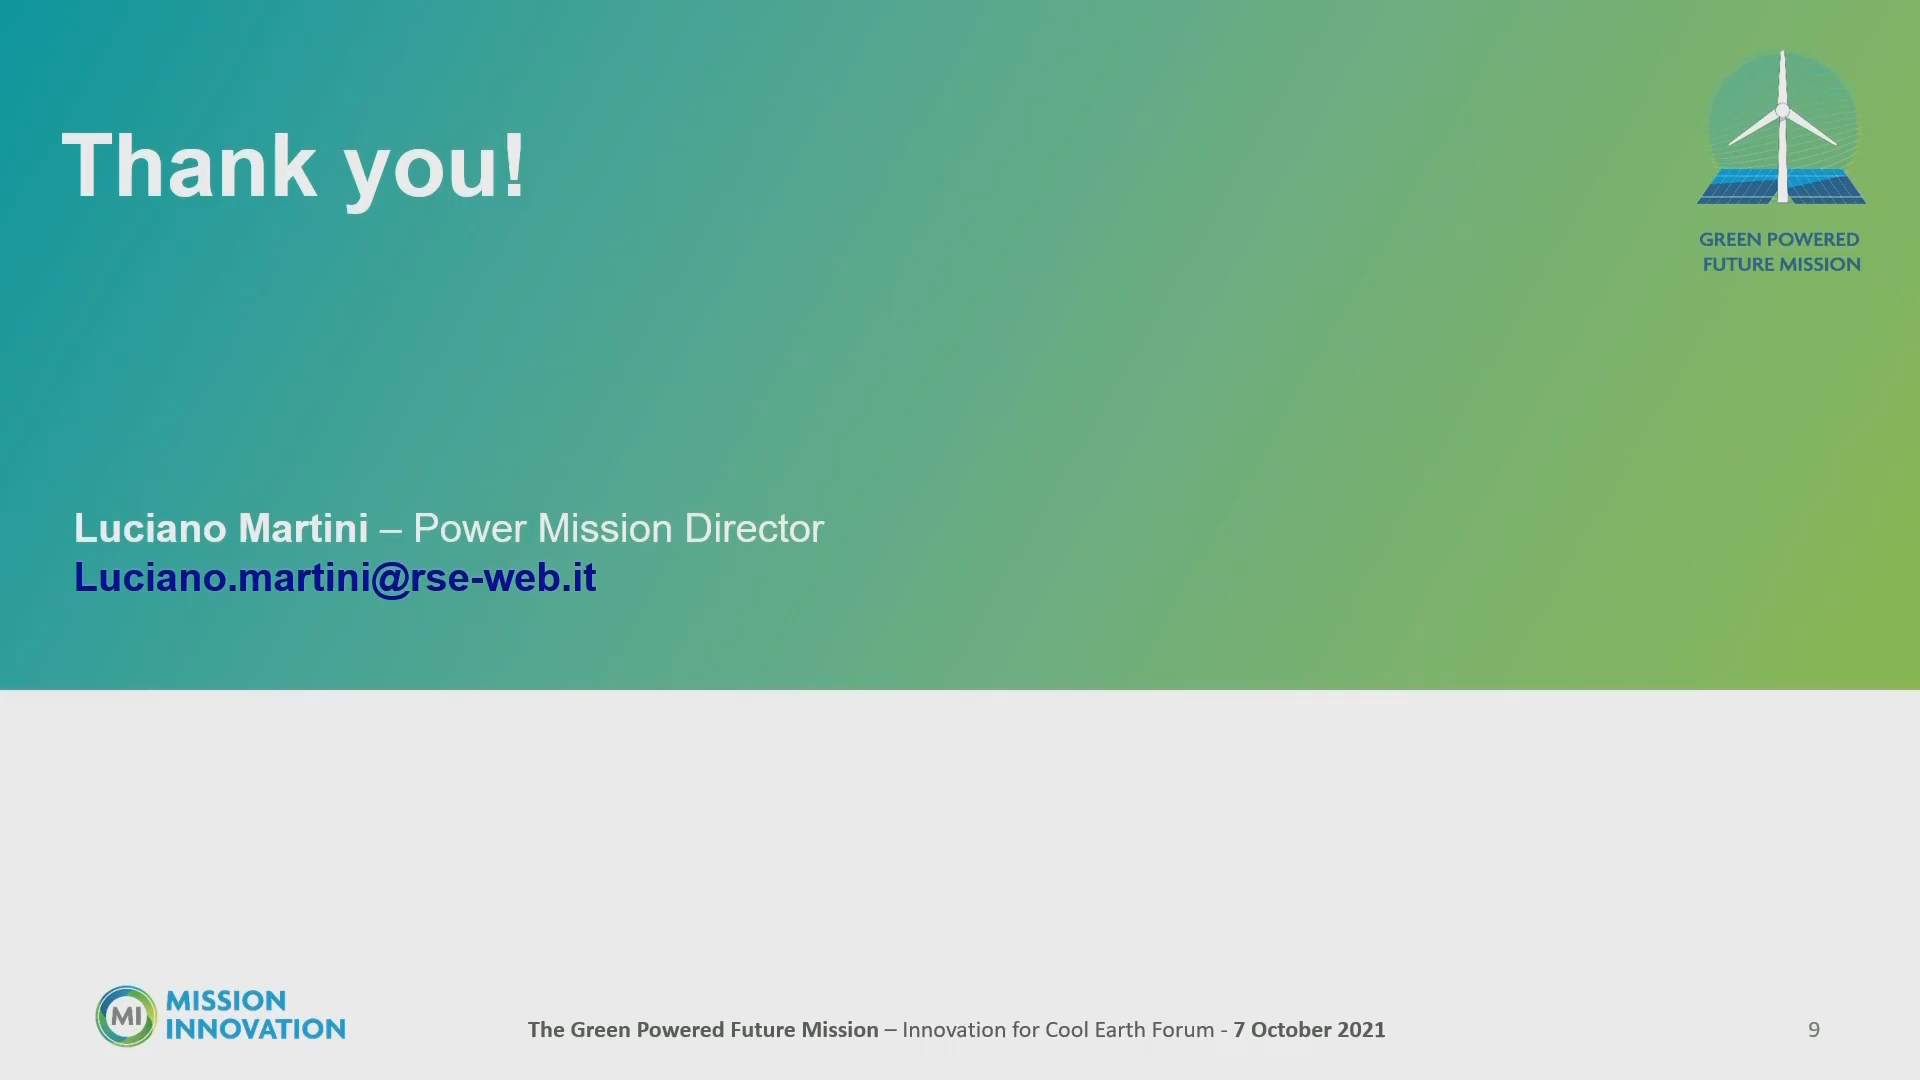 Thank you!
GREEN POWERED
FUTURE MISSION
Luciano Martini – Power Mission Director
Luciano.martini@rse-web.it
MI
MISSION
INNOVATION
The Green Powered Future Mission – Innovation for Cool Earth Forum - 7 October 2021
9